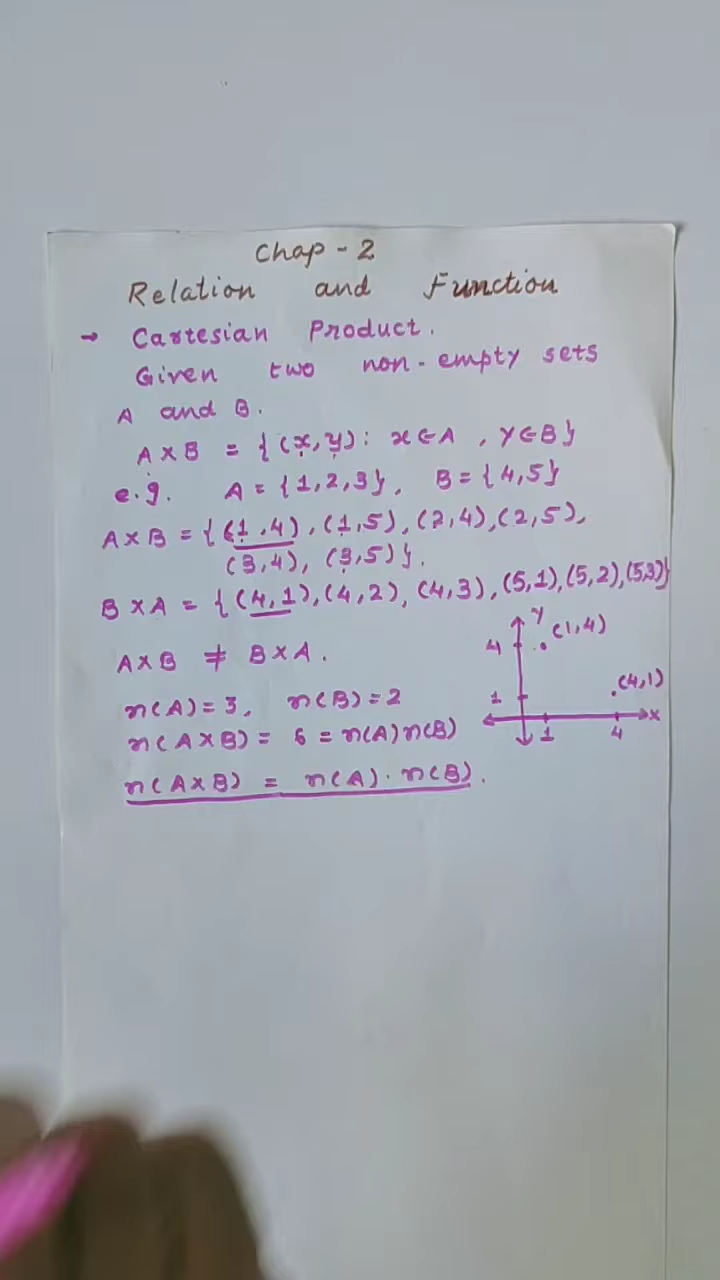 Chap - 2
Relation and Function
→ Cartesian Product.
Given two non-empty sets
A and B.
A × B = {(x, y) : x ∈ A , y ∈ B}
e.g. A = {1,2,3}, B = {4,5}
A × B = {(1,4), (1,5), (2,4), (2,5),
(3,4), (3,5)}.
B × A = {(4,1), (4,2), (4,3), (5,1), (5,2), (5,3)}
A × B ≠ B × A.
n(A) = 3, n(B) = 2
n(A × B) = 6 = n(A) n(B)
n(A × B) = n(A) · n(B).
Y
(1,4)
4
(4,1)
1
X
1 4